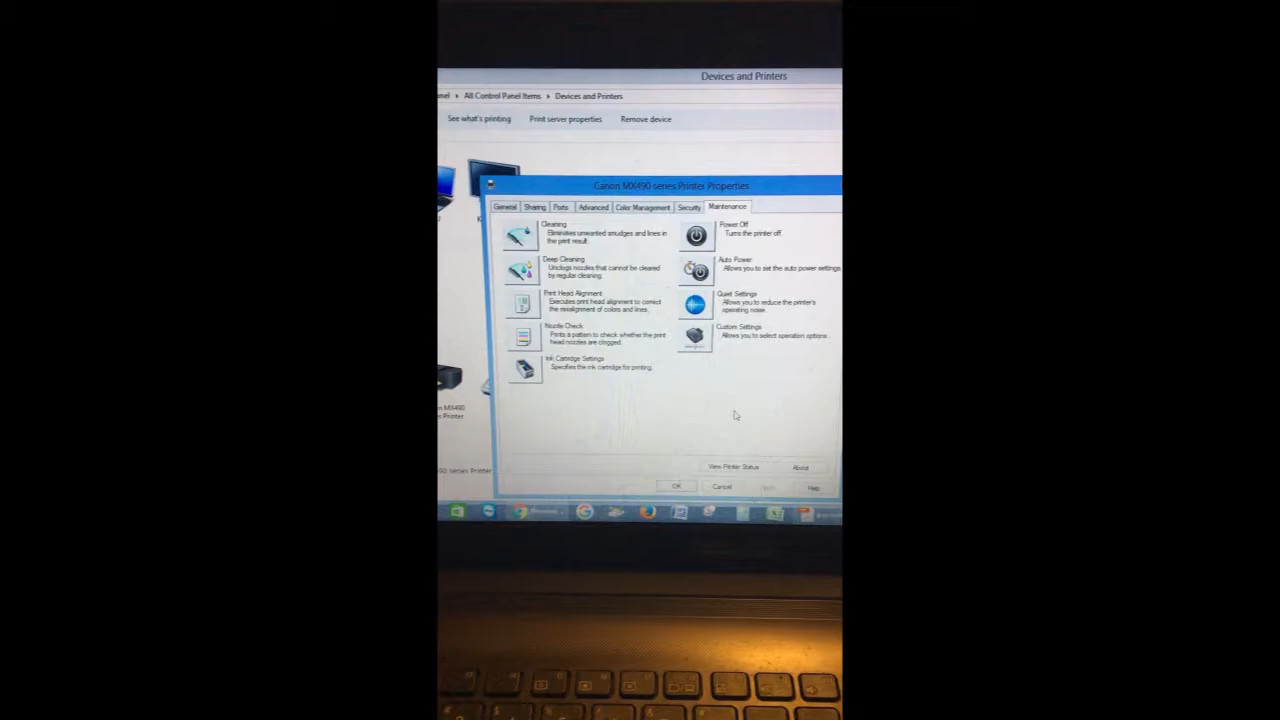 Devices and Printers
All Control Panel Items
Devices and Printers
See what's printing
Print server properties
Remove device
Canon MX490 series Printer Properties
General
Sharing
Ports
Advanced
Color Management
Security
Maintenance
Cleaning
Eliminates unwanted smudges and lines in
the print result.
Power Off
Turns the printer off.
Deep Cleaning
Unclogs nozzles that cannot be cleared
by regular cleaning.
Auto Power
Allows you to set the auto power settings
Print Head Alignment
Executes print head alignment to correct
the misalignment of colors and lines.
Quiet Settings
Allows you to reduce the printer's
operating noise.
Nozzle Check
Prints a pattern to check whether the print
head nozzles are clogged.
Custom Settings
Allows you to select operation options.
Ink Cartridge Settings
Specifies the ink cartridge for printing.
MX490
Printer
series Printer
View Printer Status
About
OK
Cancel
Apply
Help